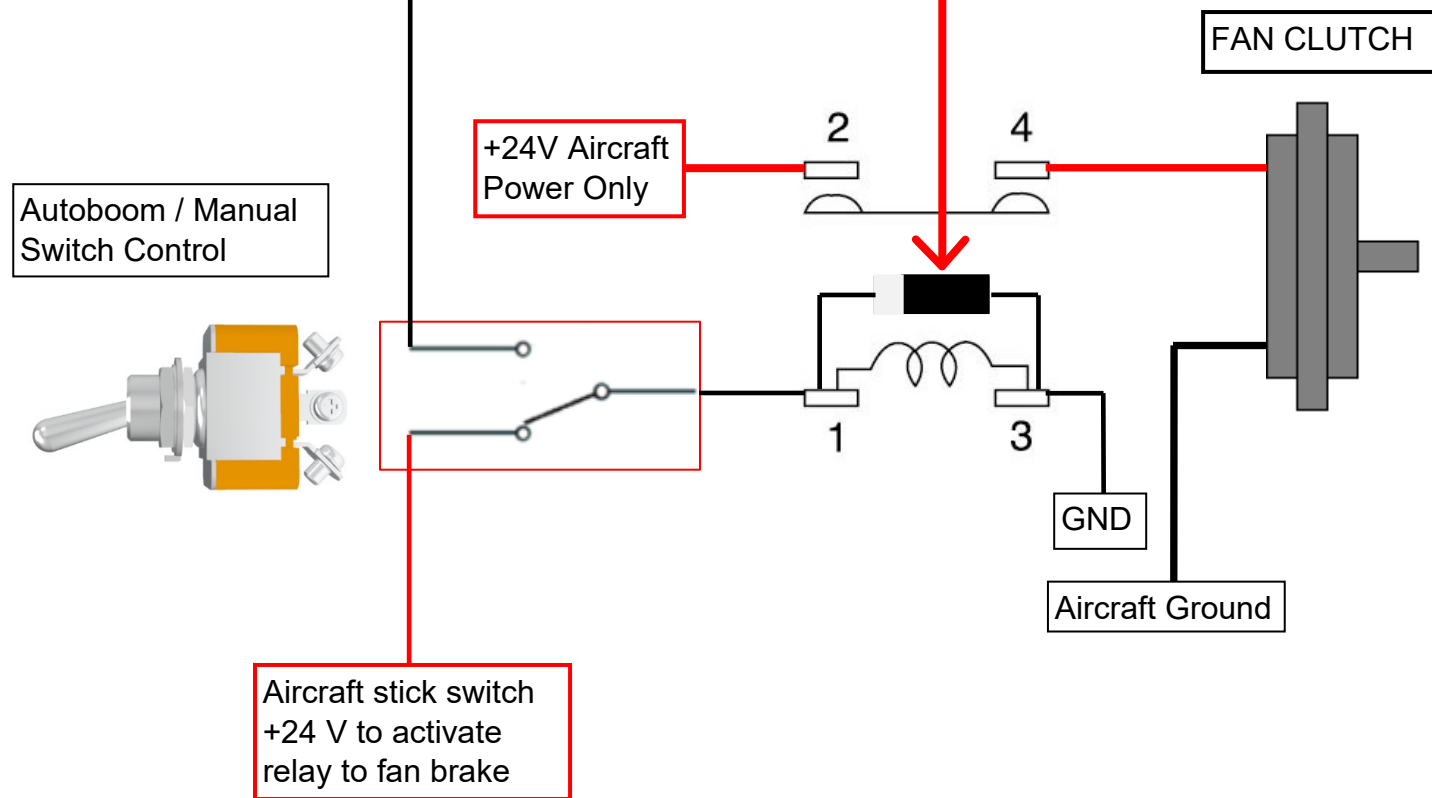 FAN CLUTCH
2
4
+24V Aircraft
Power Only
Autoboom / Manual
Switch Control
1
3
GND
Aircraft Ground
Aircraft stick switch
+24 V to activate
relay to fan brake